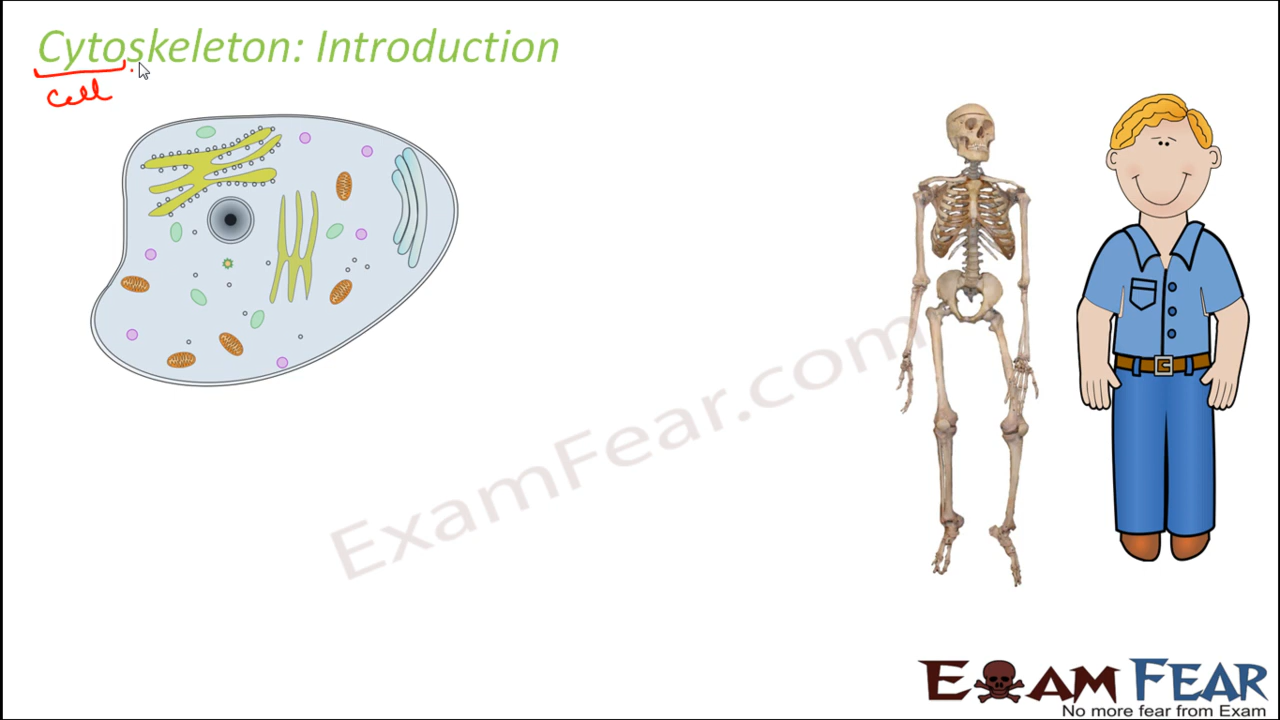 Cytoskeleton: Introduction
Cell
ExamFear.com
EXAM FEAR
No more fear from Exam